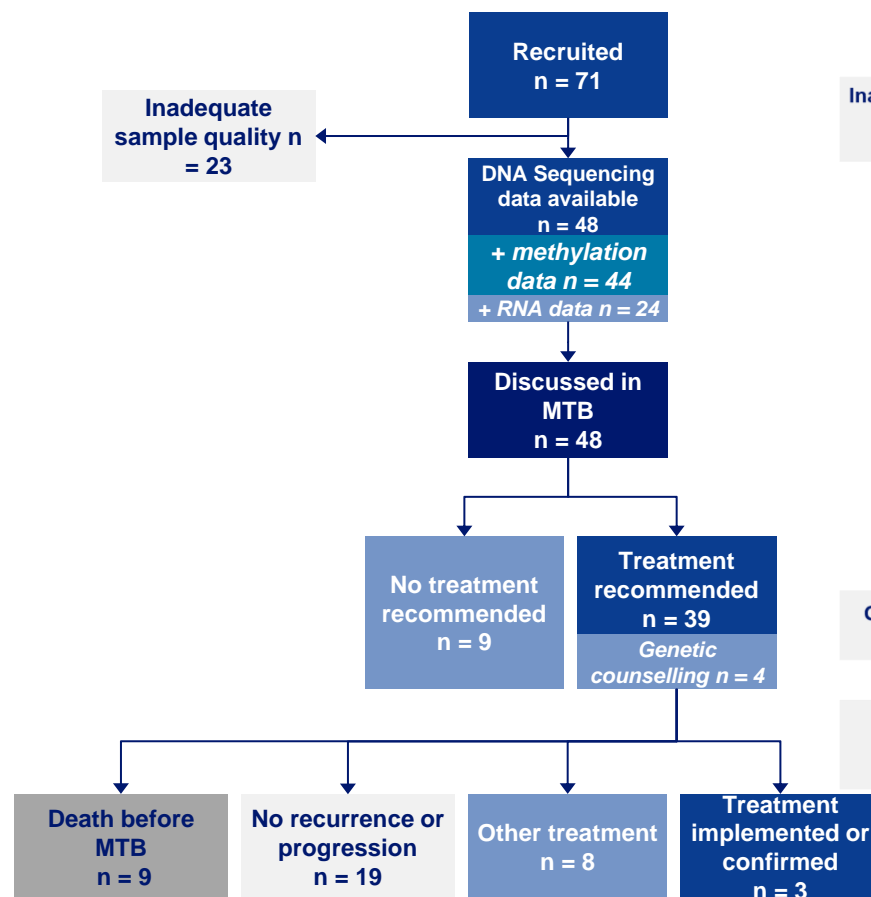 Recruited
n = 71
Inadequate
sample quality n
= 23
Ina
DNA Sequencing
data available
n = 48
+ methylation
data n = 44
+ RNA data n = 24
Discussed in
MTB
n = 48
No treatment
recommended
n = 9
Treatment
recommended
n = 39
Genetic
counselling n = 4
Death before
MTB
n = 9
No recurrence or
progression
n = 19
Other treatment
n = 8
Treatment
implemented or
confirmed
n = 3